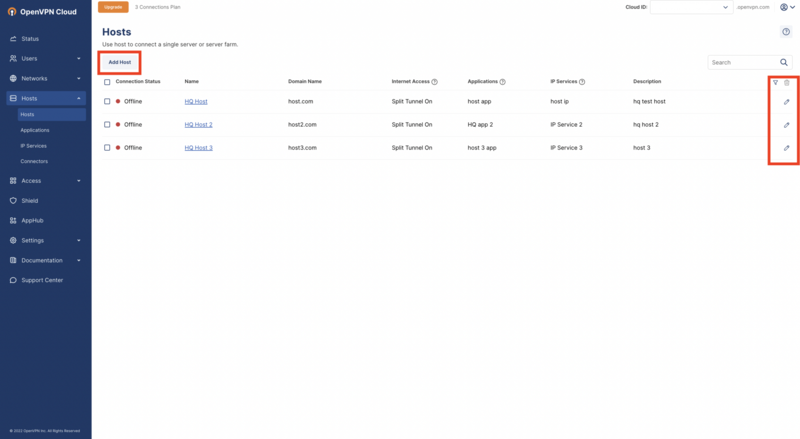 OpenVPN Cloud
Upgrade 3 Connections Plan Cloud ID: .openvpn.com
Status
Users
Networks
Hosts
Hosts
Applications
IP Services
Connectors
Access
Shield
AppHub
Settings
Documentation
Support Center
© 2023 OpenVPN Inc. All Rights Reserved
Hosts
Use host to connect a single server or server farm.
Add Host Search
Connection Status Name Domain Name Internet Access Applications IP Services Description
Offline HQ Host host.com Split Tunnel On host app host ip hq test host
Offline HQ Host 2 host2.com Split Tunnel On HQ app 2 IP Service 2 hq host 2
Offline HQ Host 3 host3.com Split Tunnel On host 3 app IP Service 3 host 3